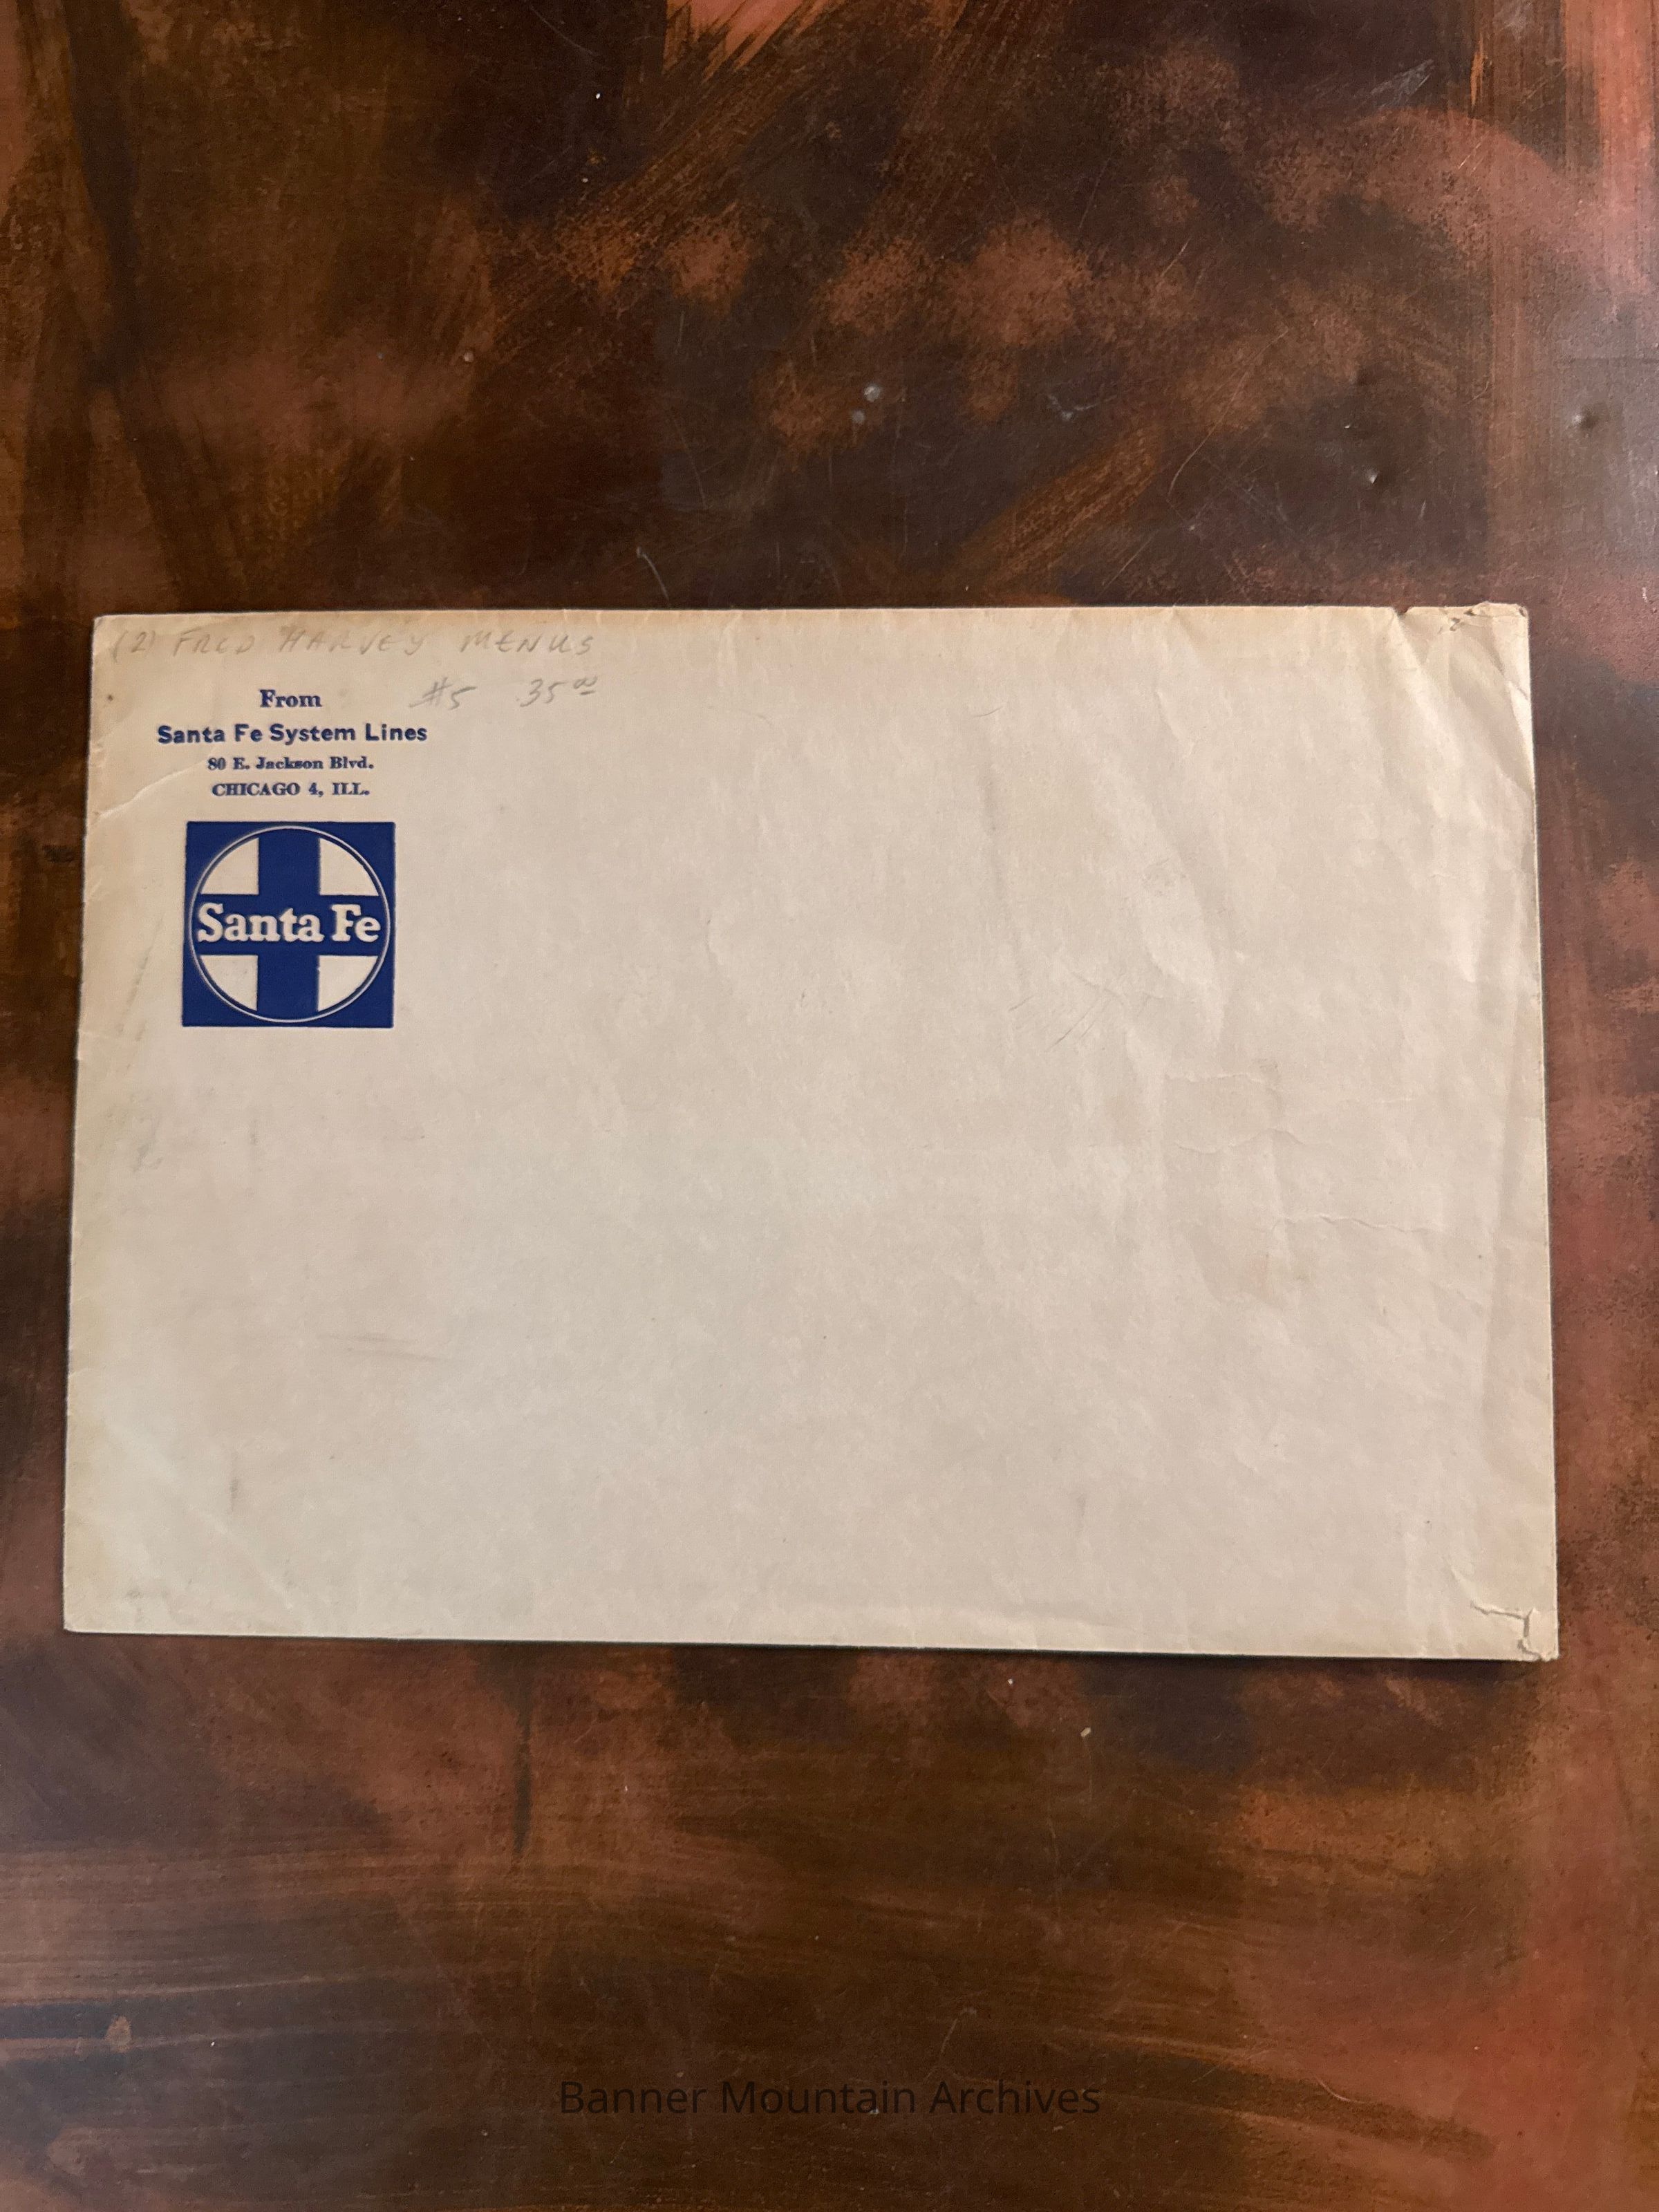 (2) FRED HARVEY MENUS
#5 35⁰⁰
From
Santa Fe System Lines
80 E. Jackson Blvd.
CHICAGO 4, ILL.
Santa Fe
Banner Mountain Archives